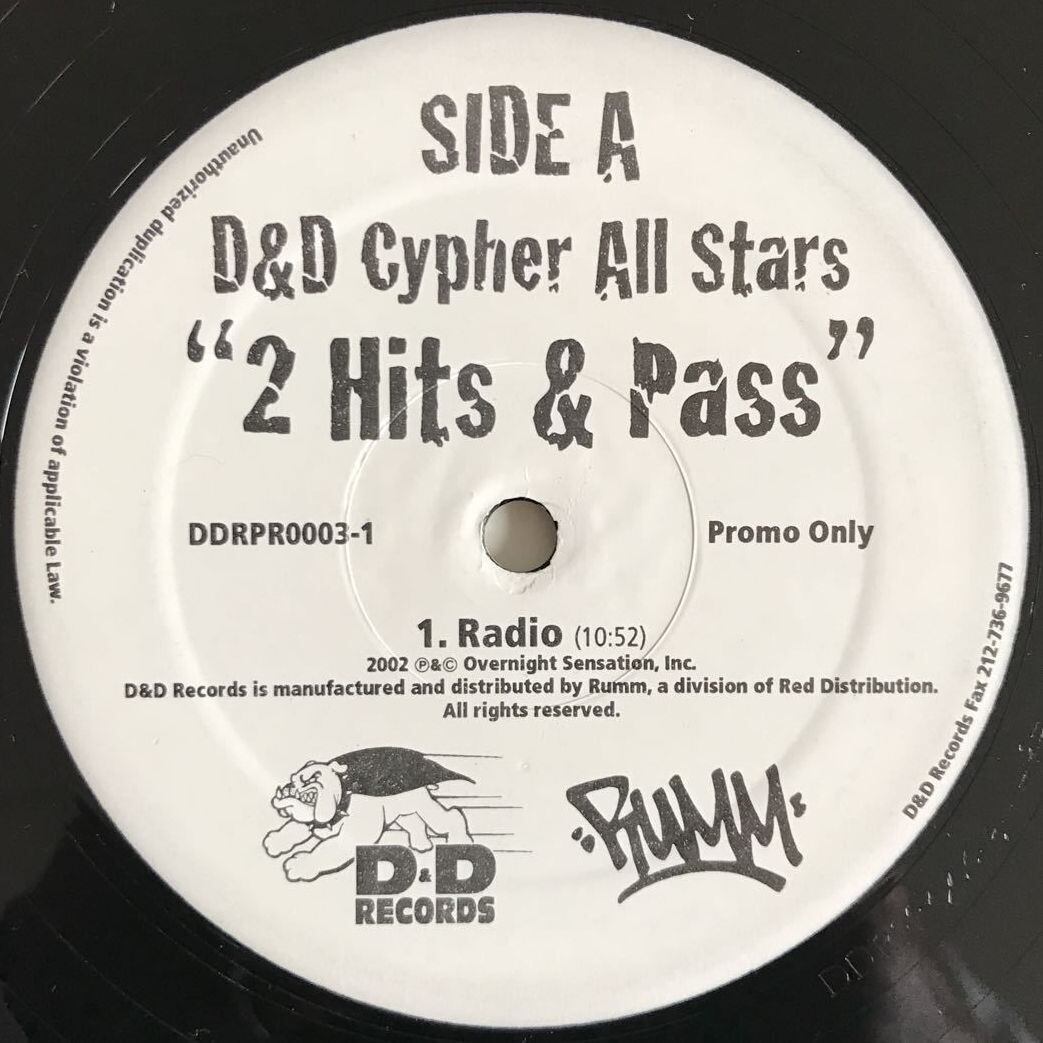 SIDE A
D&D Cypher All Stars
“2 Hits & Pass”
DDRPR0003-1
Promo Only
1. Radio (10:52)
2002 ℗&© Overnight Sensation, Inc.
D&D Records is manufactured and distributed by Rumm, a division of Red Distribution.
All rights reserved.
D&D
RECORDS
RUMM
Unauthorized duplication is a violation of applicable Law.
D&D Records Fax 212-736-9677